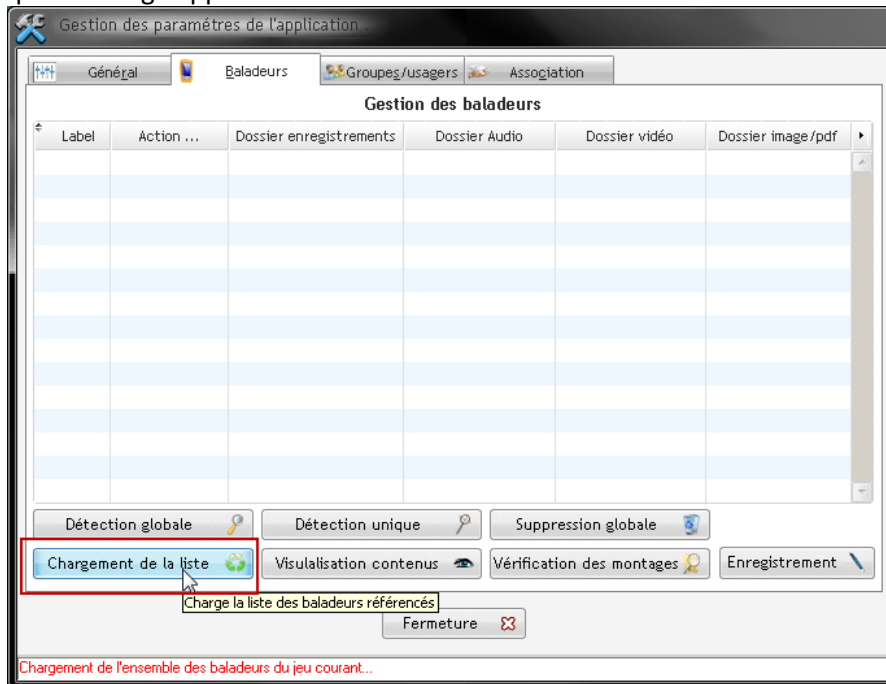 Gestion des paramétres de l'application...
Général Baladeurs Groupes/usagers Association
Gestion des baladeurs
Label Action ... Dossier enregistrements Dossier Audio Dossier vidéo Dossier image/pdf
Détection globale Détection unique Suppression globale
Chargement de la liste Visulalisation contenus Vérification des montages Enregistrement
Charge la liste des baladeurs référencés
Fermeture
Chargement de l'ensemble des baladeurs du jeu courant...